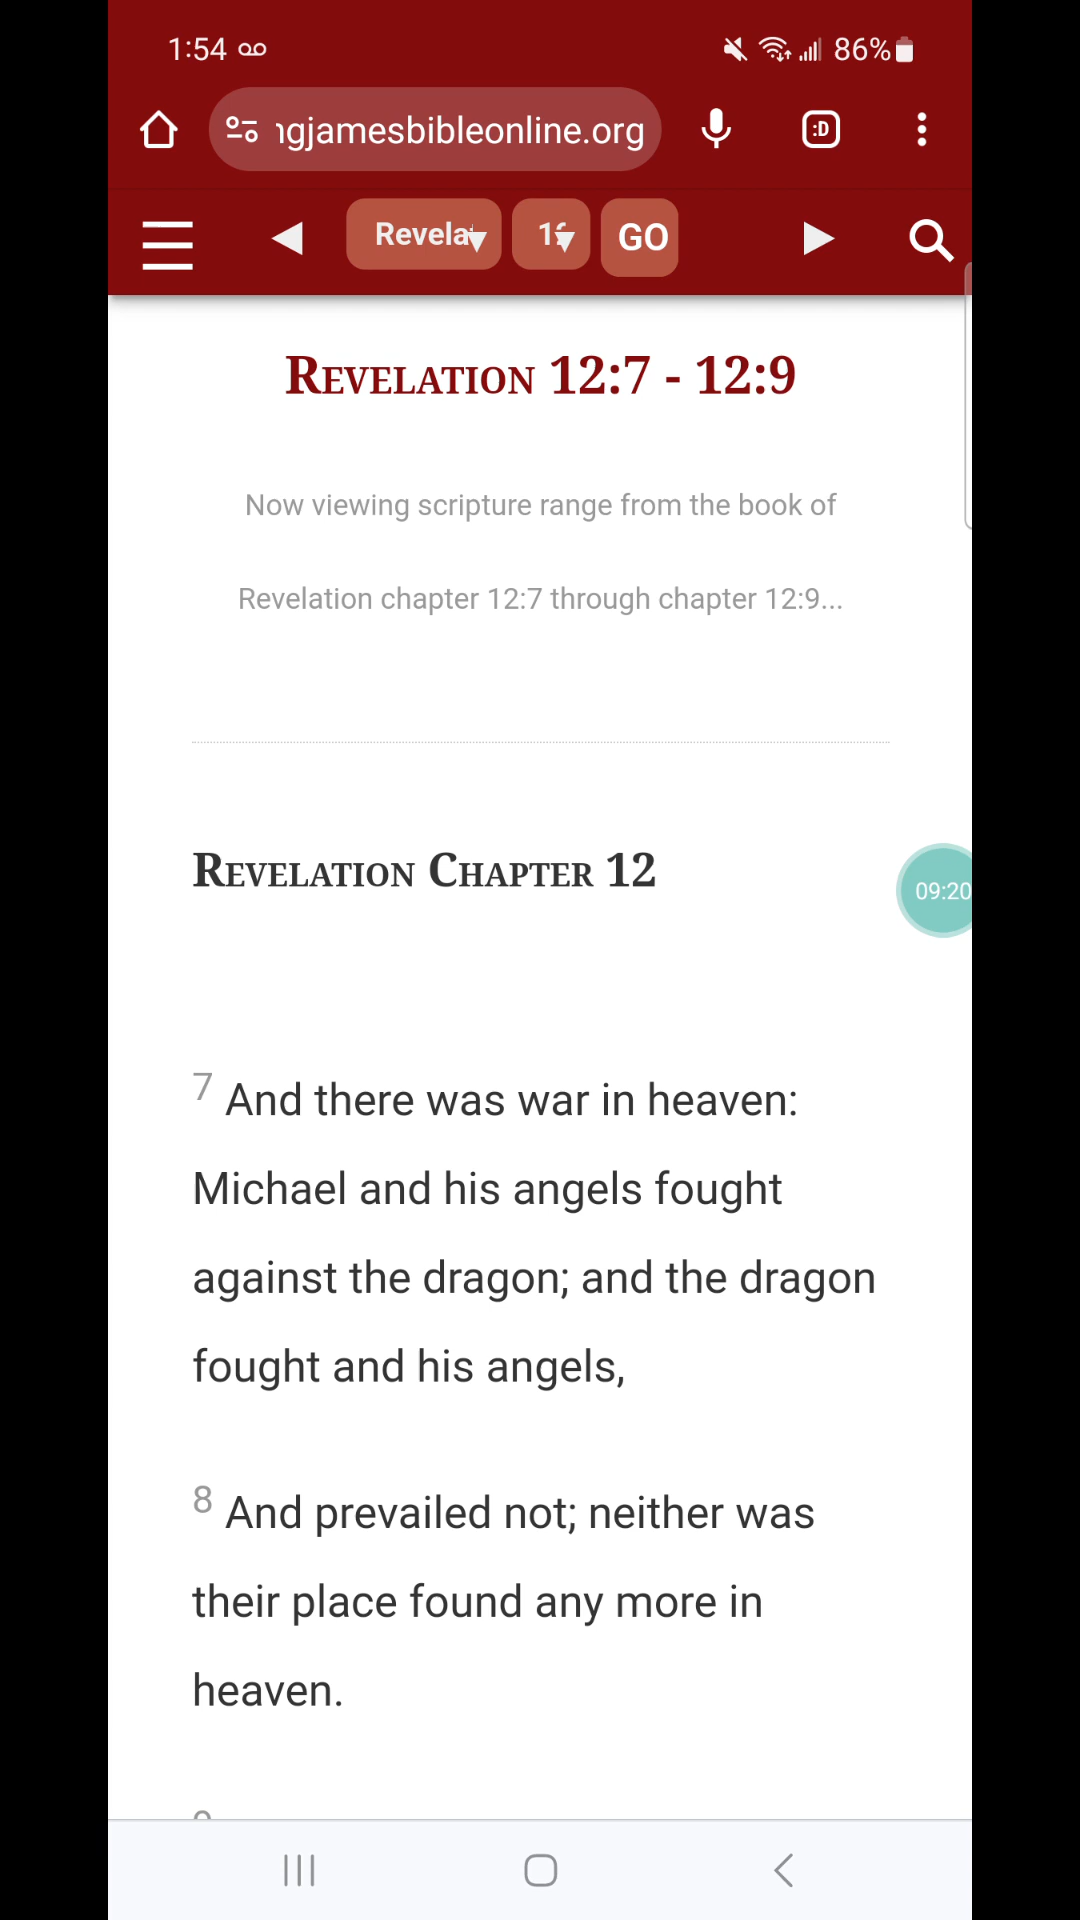 1:54
86%
ngjamesbibleonline.org
:D
Revela
GO
Revelation 12:7 - 12:9
Now viewing scripture range from the book of
Revelation chapter 12:7 through chapter 12:9...
Revelation Chapter 12
09:20
7 And there was war in heaven:
Michael and his angels fought
against the dragon; and the dragon
fought and his angels,
8 And prevailed not; neither was
their place found any more in
heaven.